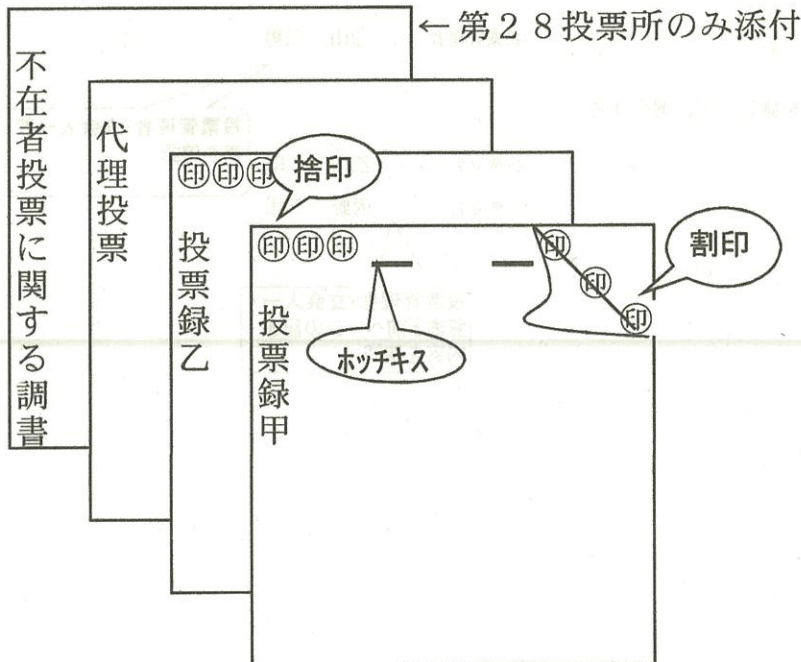 ←第２８投票所のみ添付
不在者投票に関する調書
代理投票
㊞㊞㊞
捨印
投票録乙
㊞㊞㊞
㊞
㊞
㊞
割印
ホッチキス
投票録甲